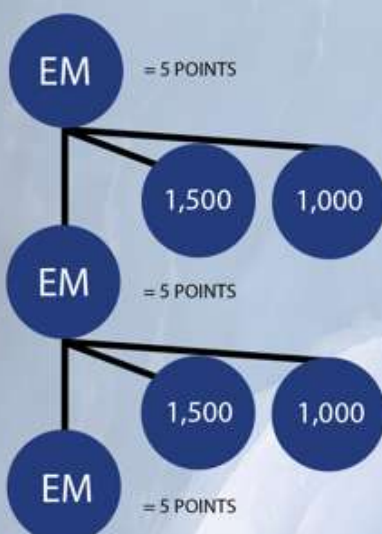 EM = 5 POINTS
1,500 1,000
EM = 5 POINTS
1,500 1,000
EM = 5 POINTS